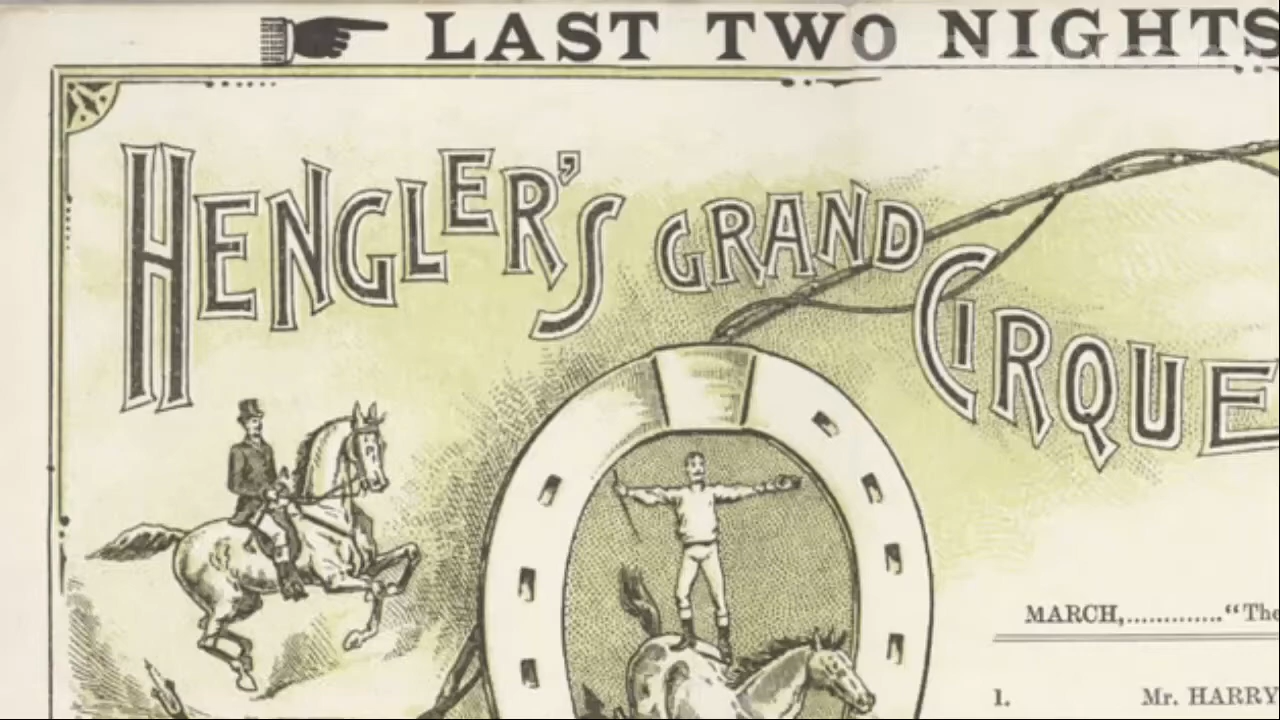 LAST TWO NIGHTS
HENGLER'S GRAND CIRQUE
MARCH,............."The
1. Mr. HARRY